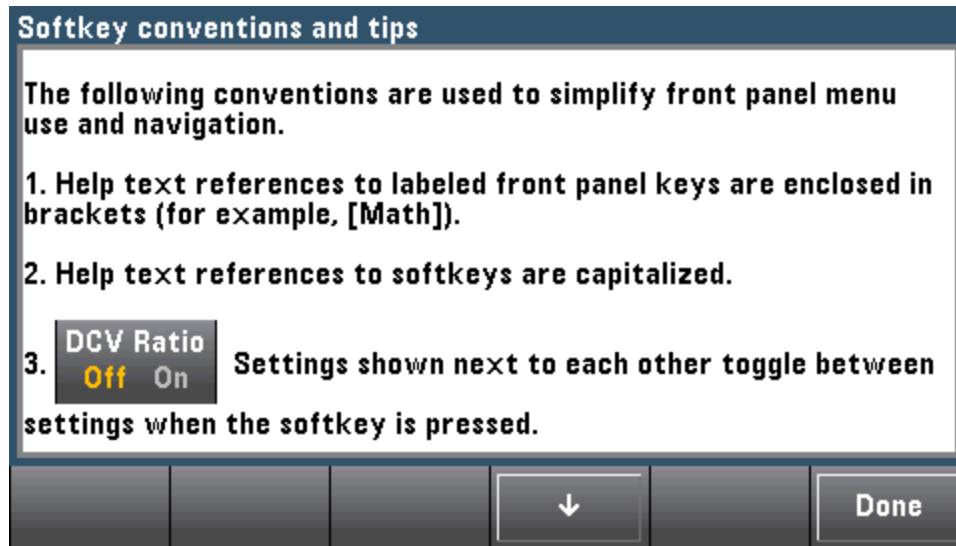 Softkey conventions and tips
The following conventions are used to simplify front panel menu
use and navigation.
1. Help text references to labeled front panel keys are enclosed in
brackets (for example, [Math]).
2. Help text references to softkeys are capitalized.
DCV Ratio
Off On
3. Settings shown next to each other toggle between
settings when the softkey is pressed.
↓
Done